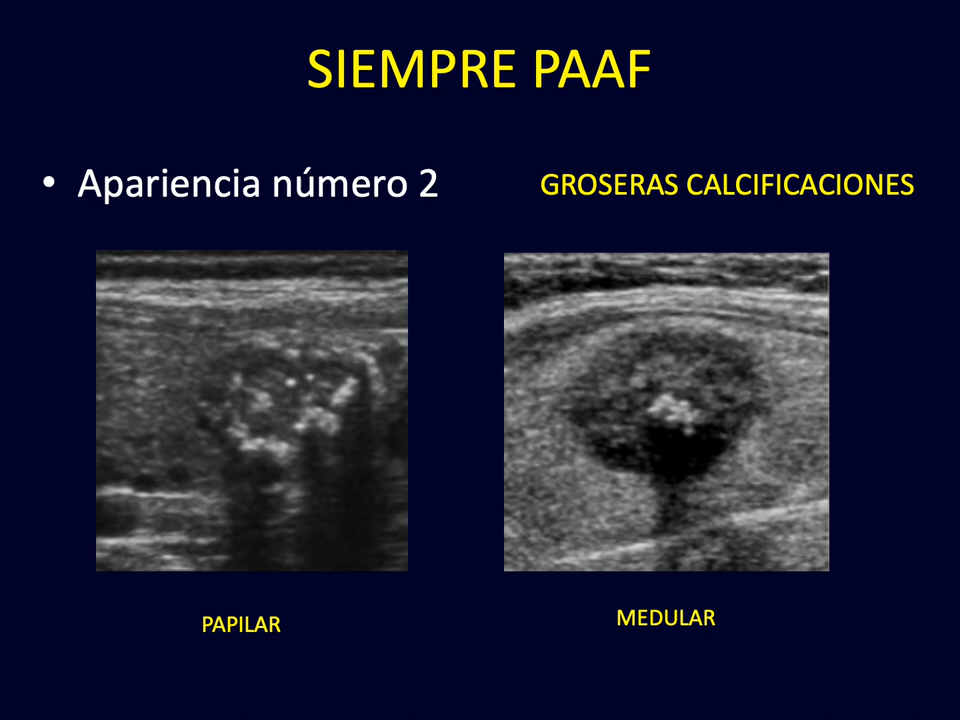 SIEMPRE PAAF
• Apariencia número 2
GROSERAS CALCIFICACIONES
PAPILAR
MEDULAR